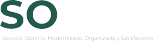 SO
Servicio Óptimo, Modernizado, Organizado y Satisfactorio